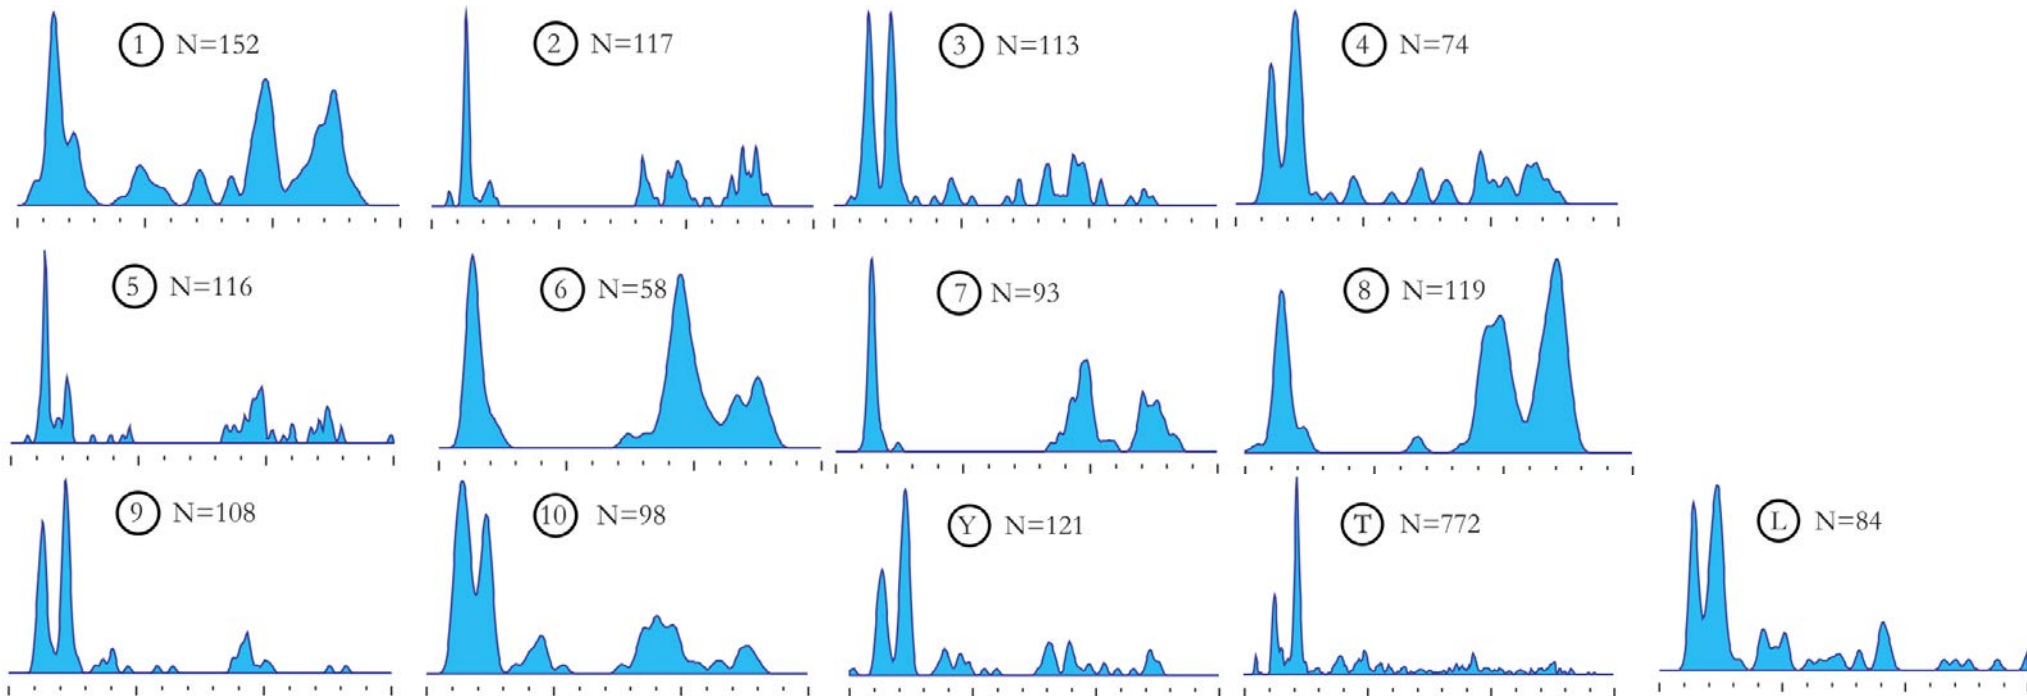 1 N=152
2 N=117
3 N=113
4 N=74
5 N=116
6 N=58
7 N=93
8 N=119
9 N=108
10 N=98
Y N=121
T N=772
L N=84